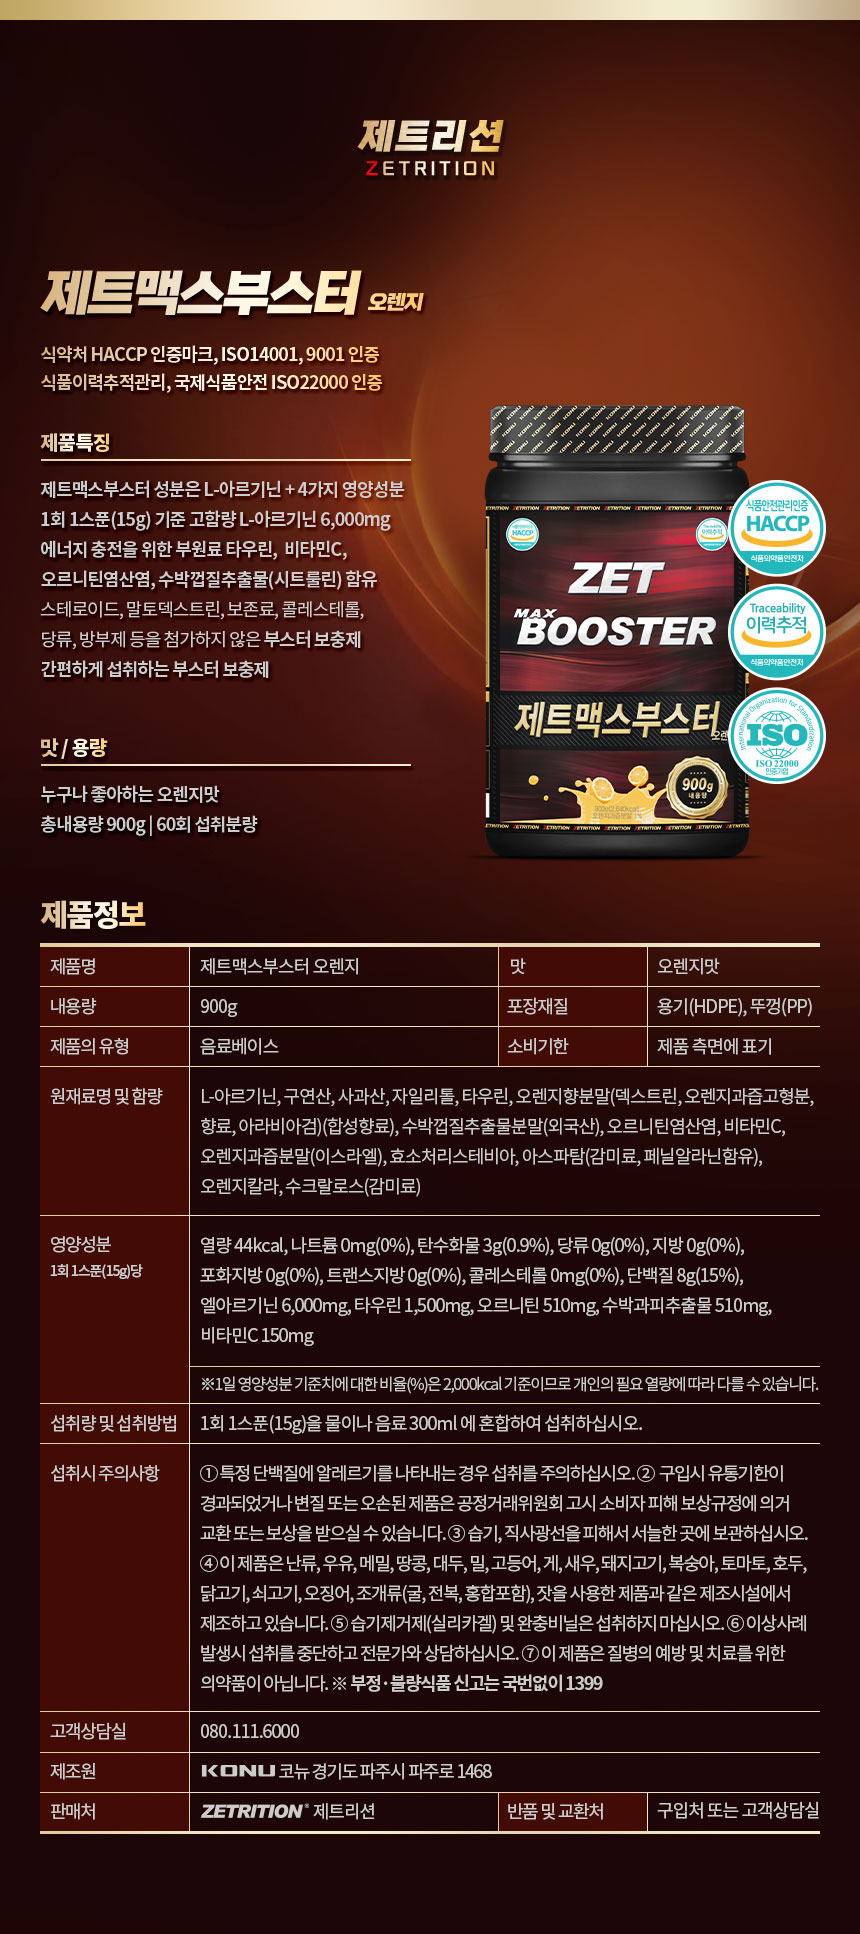 제트리션
ZETRITION
제트맥스부스터 오렌지
식약처 HACCP 인증마크, ISO14001, 9001 인증
식품이력추적관리, 국제식품안전 ISO22000 인증
제품특징
제트맥스부스터 성분은 L-아르기닌 + 4가지 영양성분
1회 1스푼(15g) 기준 고함량 L-아르기닌 6,000mg
에너지 충전을 위한 부원료 타우린, 비타민C,
오르니틴염산염, 수박껍질추출물(시트룰린) 함유
스테로이드, 말토덱스트린, 보존료, 콜레스테롤,
당류, 방부제 등을 첨가하지 않은 부스터 보충제
간편하게 섭취하는 부스터 보충제
맛 / 용량
누구나 좋아하는 오렌지맛
총내용량 900g | 60회 섭취분량
KONU
ZETRITION
HACCP
Traceability
이력추적
ZET
MAX
BOOSTER
제트맥스부스터
900g
내용량
식품안전관리인증
HACCP
식품의약품안전처
Traceability
이력추적
식품의약품안전처
International Organization for Standardization
ISO
ISO 22000
인증기업
제품정보
제품명 제트맥스부스터 오렌지 맛 오렌지맛
내용량 900g 포장재질 용기(HDPE), 뚜껑(PP)
제품의 유형 음료베이스 소비기한 제품 측면에 표기
원재료명 및 함량 L-아르기닌, 구연산, 사과산, 자일리톨, 타우린, 오렌지향분말(덱스트린, 오렌지과즙고형분,
향료, 아라비아검)(합성향료), 수박껍질추출물분말(외국산), 오르니틴염산염, 비타민C,
오렌지과즙분말(이스라엘), 효소처리스테비아, 아스파탐(감미료, 페닐알라닌함유),
오렌지칼라, 수크랄로스(감미료)
영양성분 열량 44kcal, 나트륨 0mg(0%), 탄수화물 3g(0.9%), 당류 0g(0%), 지방 0g(0%),
1회 1스푼(15g)당 포화지방 0g(0%), 트랜스지방 0g(0%), 콜레스테롤 0mg(0%), 단백질 8g(15%),
엘아르기닌 6,000mg, 타우린 1,500mg, 오르니틴 510mg, 수박과피추출물 510mg,
비타민C 150mg
※1일 영양성분 기준치에 대한 비율(%)은 2,000kcal 기준이므로 개인의 필요 열량에 따라 다를 수 있습니다.
섭취량 및 섭취방법 1회 1스푼(15g)을 물이나 음료 300ml 에 혼합하여 섭취하십시오.
섭취시 주의사항 ① 특정 단백질에 알레르기를 나타내는 경우 섭취를 주의하십시오. ② 구입시 유통기한이
경과되었거나 변질 또는 오손된 제품은 공정거래위원회 고시 소비자 피해 보상규정에 의거
교환 또는 보상을 받으실 수 있습니다. ③ 습기, 직사광선을 피해서 서늘한 곳에 보관하십시오.
④ 이 제품은 난류, 우유, 메밀, 땅콩, 대두, 밀, 고등어, 게, 새우, 돼지고기, 복숭아, 토마토, 호두,
닭고기, 쇠고기, 오징어, 조개류(굴, 전복, 홍합포함), 잣을 사용한 제품과 같은 제조시설에서
제조하고 있습니다. ⑤ 습기제거제(실리카겔) 및 완충비닐은 섭취하지 마십시오. ⑥ 이상사례
발생시 섭취를 중단하고 전문가와 상담하십시오. ⑦ 이 제품은 질병의 예방 및 치료를 위한
의약품이 아닙니다. ※ 부정 · 불량식품 신고는 국번없이 1399
고객상담실 080.111.6000
제조원 KONU 코뉴 경기도 파주시 파주로 1468
판매처 ZETRITION® 제트리션 반품 및 교환처 구입처 또는 고객상담실